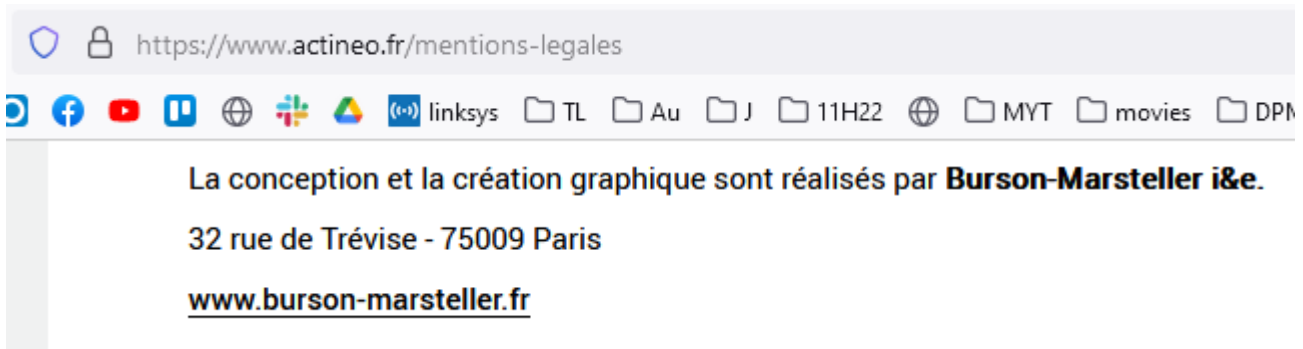 https://www.actineo.fr/mentions-legales
linksys TL Au J 11H22 MYT movies DPM
La conception et la création graphique sont réalisés par Burson-Marsteller i&e.
32 rue de Trévise - 75009 Paris
www.burson-marsteller.fr